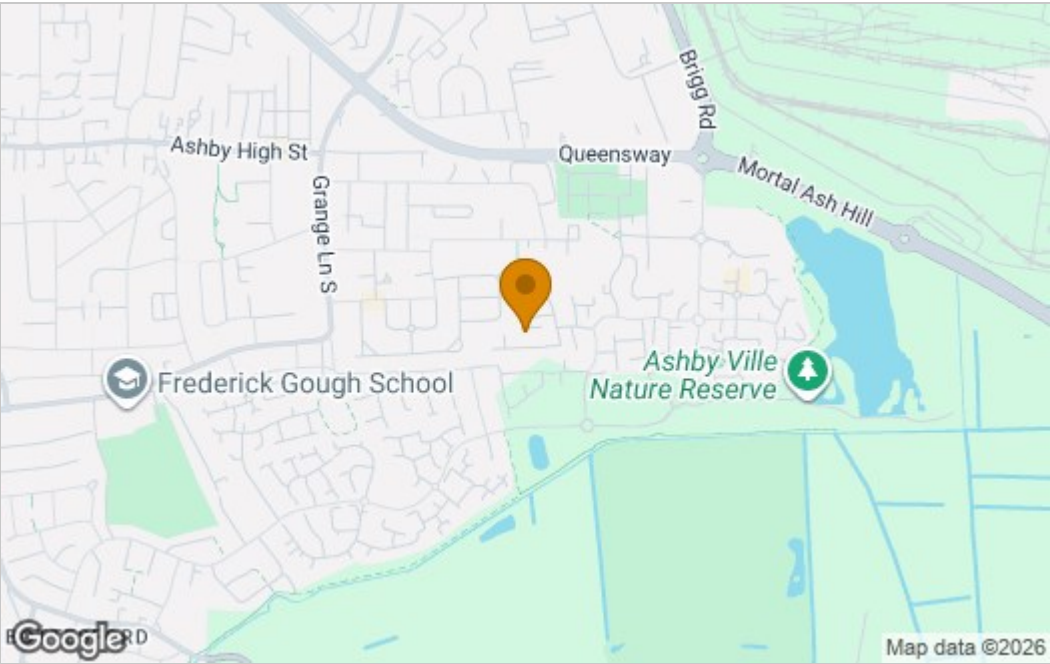 Brigg Rd
Ashby High St
Queensway
Mortal Ash Hill
Grange Ln S
Ashby Ville
Nature Reserve
Frederick Gough School
RD
Google
Map data ©2026